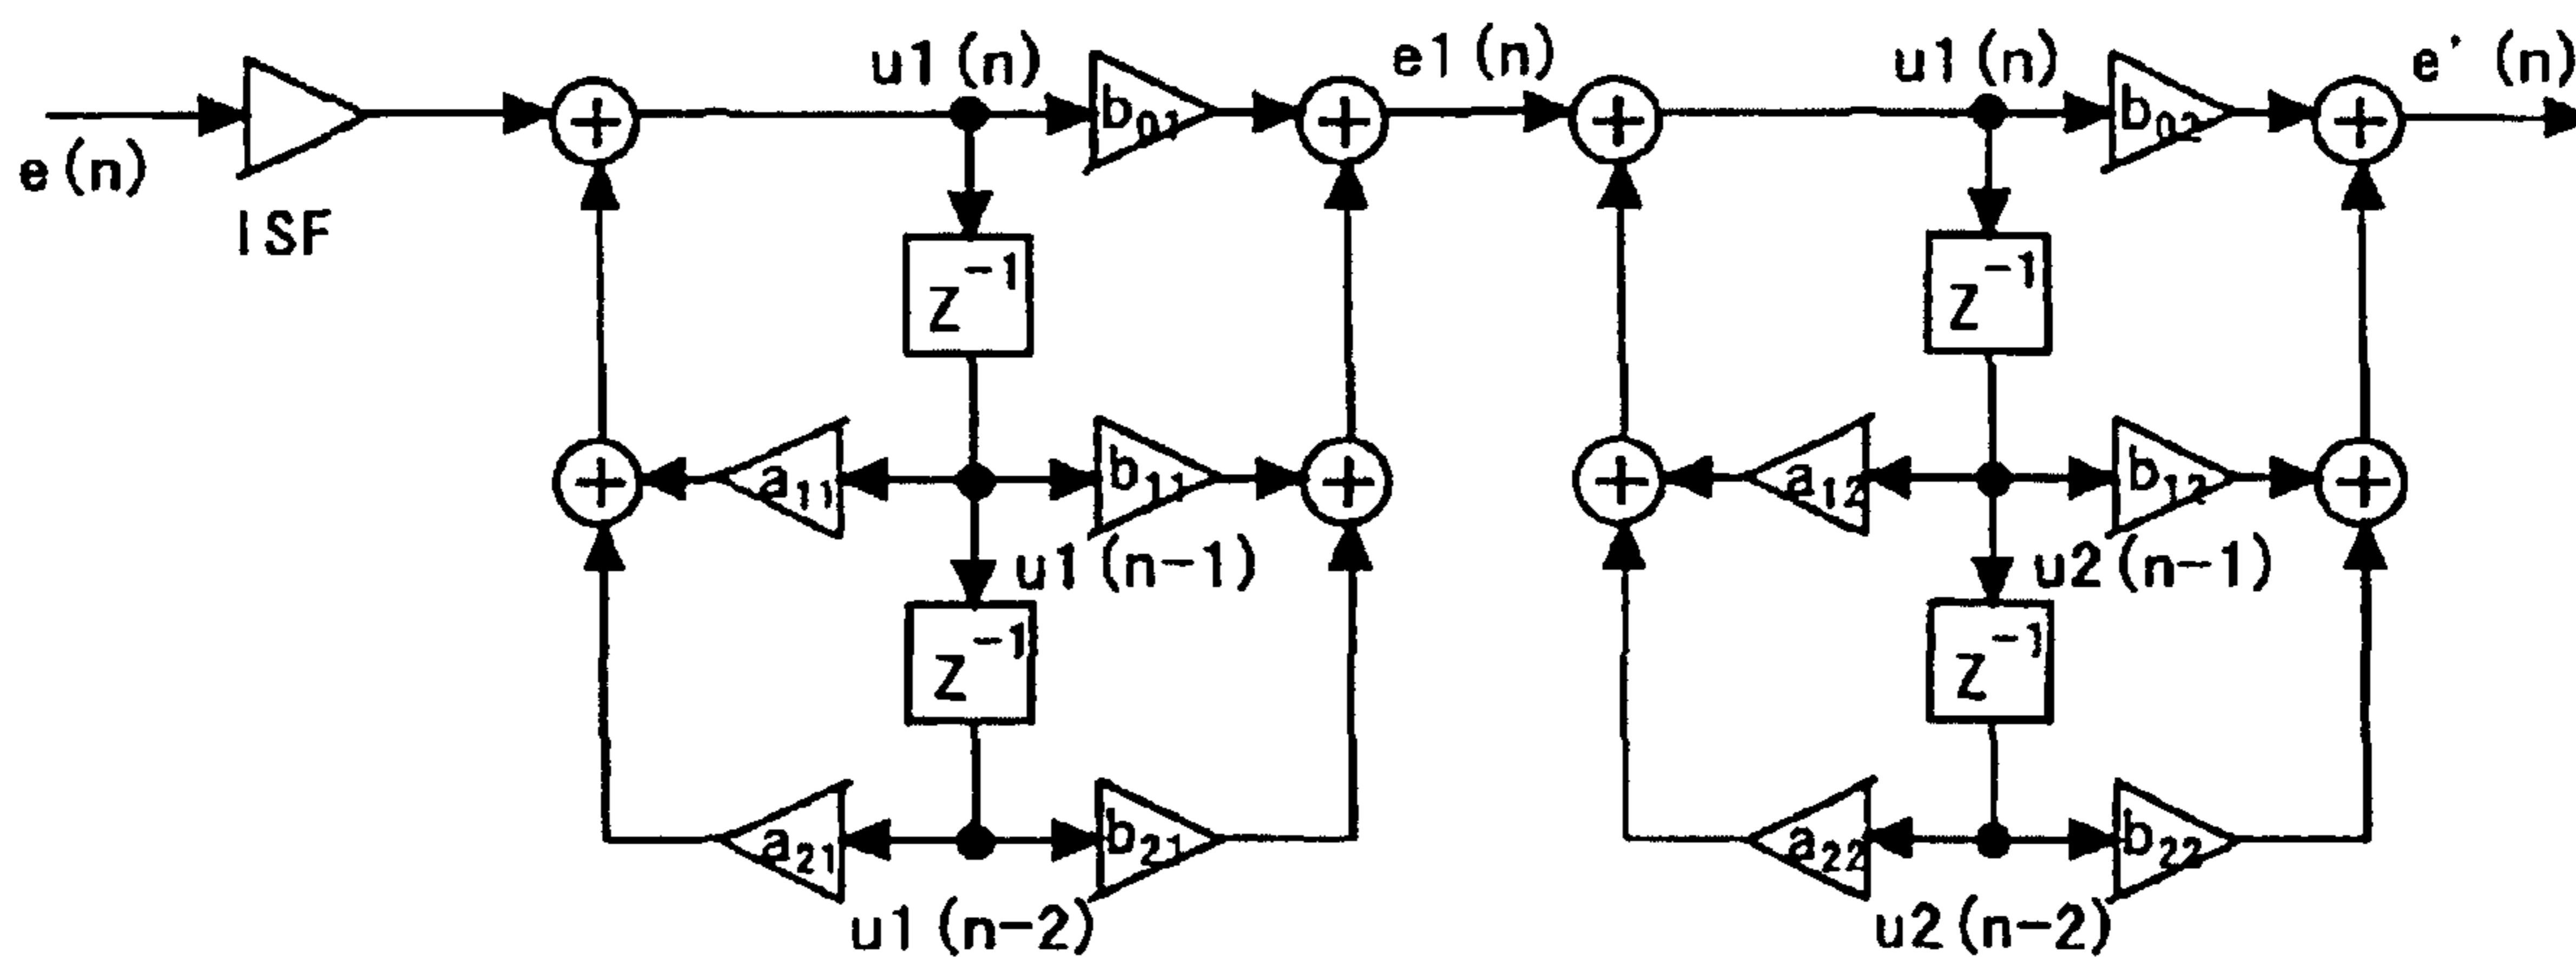 e(n)
ISF
u1(n)
b₀₁
e1(n)
u1(n)
b₀₂
e'(n)
Z⁻¹
Z⁻¹
a₁₁
b₁₁
u1(n-1)
a₁₂
b₁₂
u2(n-1)
Z⁻¹
Z⁻¹
a₂₁
b₂₁
u1(n-2)
a₂₂
b₂₂
u2(n-2)